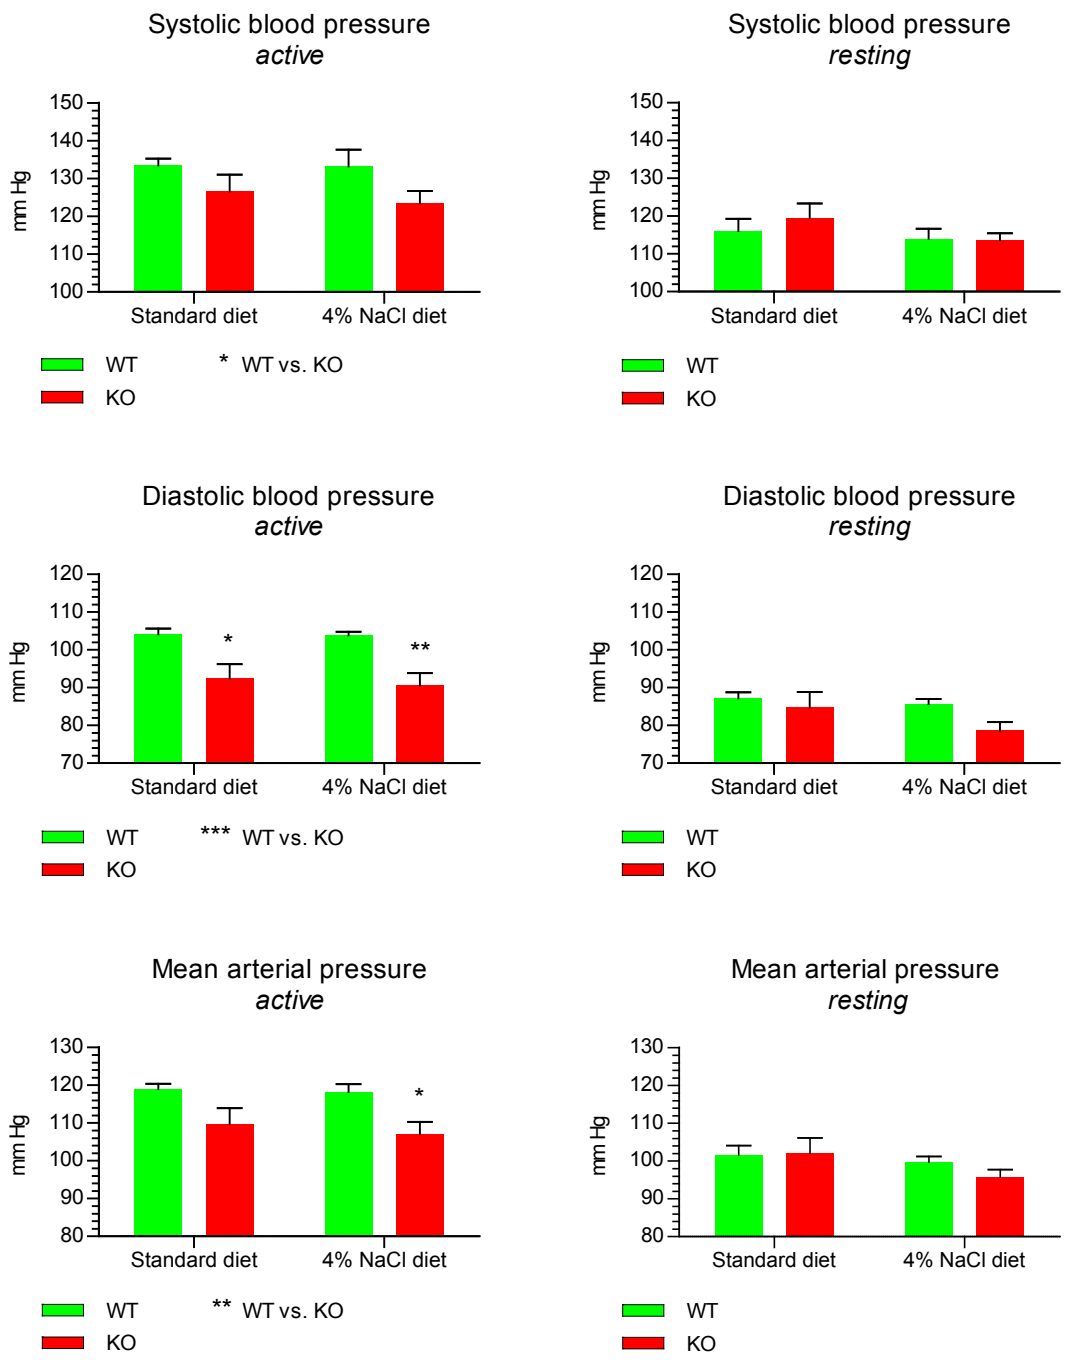 Systolic blood pressure
active
150
140
130
120
110
100
mm Hg
Standard diet
4% NaCl diet
WT
* WT vs. KO
KO
Systolic blood pressure
resting
150
140
130
120
110
100
mm Hg
Standard diet
4% NaCl diet
WT
KO
Diastolic blood pressure
active
120
110
100
90
80
70
mm Hg
*
**
Standard diet
4% NaCl diet
WT
*** WT vs. KO
KO
Diastolic blood pressure
resting
120
110
100
90
80
70
mm Hg
Standard diet
4% NaCl diet
WT
KO
Mean arterial pressure
active
130
120
110
100
90
80
mm Hg
*
Standard diet
4% NaCl diet
WT
** WT vs. KO
KO
Mean arterial pressure
resting
130
120
110
100
90
80
mm Hg
Standard diet
4% NaCl diet
WT
KO